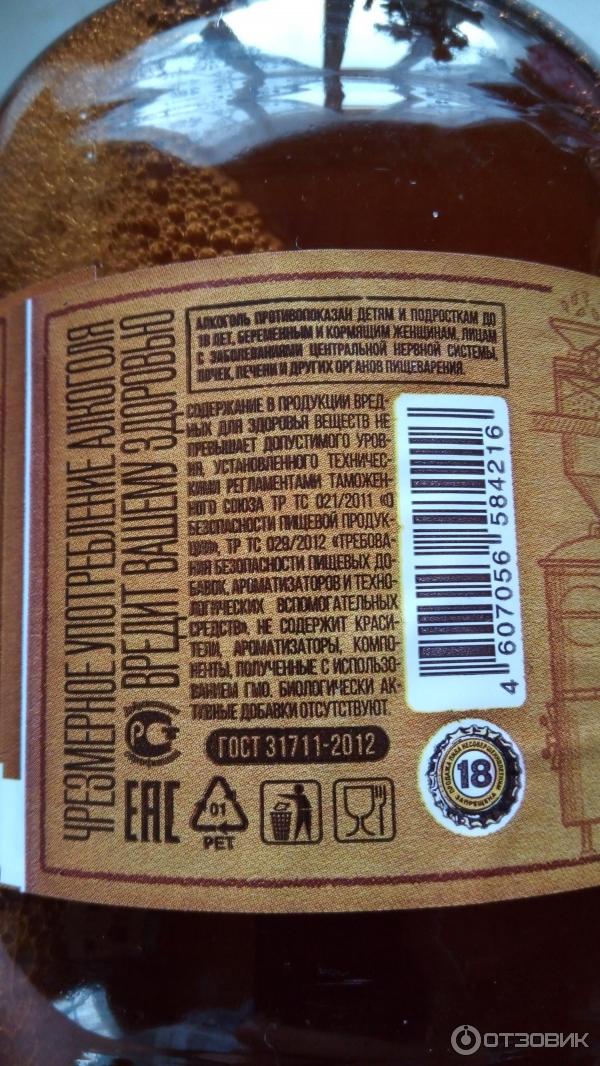 АЛКОГОЛЬ ПРОТИВОПОКАЗАН ДЕТЯМ И ПОДРОСТКАМ ДО
18 ЛЕТ, БЕРЕМЕННЫМ И КОРМЯЩИМ ЖЕНЩИНАМ, ЛИЦАМ
С ЗАБОЛЕВАНИЯМИ ЦЕНТРАЛЬНОЙ НЕРВНОЙ СИСТЕМЫ,
ПОЧЕК, ПЕЧЕНИ И ДРУГИХ ОРГАНОВ ПИЩЕВАРЕНИЯ.
ЧРЕЗМЕРНОЕ УПОТРЕБЛЕНИЕ АЛКОГОЛЯ
ВРЕДИТ ВАШЕМУ ЗДОРОВЬЮ
СОДЕРЖАНИЕ В ПРОДУКЦИИ ВРЕД-
НЫХ ДЛЯ ЗДОРОВЬЯ ВЕЩЕСТВ НЕ
ПРЕВЫШАЕТ ДОПУСТИМОГО УРОВ-
НЯ, УСТАНОВЛЕННОГО ТЕХНИЧЕС-
КИМИ РЕГЛАМЕНТАМИ ТАМОЖЕН-
НОГО СОЮЗА ТР ТС 021/2011 «О
БЕЗОПАСНОСТИ ПИЩЕВОЙ ПРОДУК-
ЦИИ», ТР ТС 029/2012 «ТРЕБОВА-
НИЯ БЕЗОПАСНОСТИ ПИЩЕВЫХ ДО-
БАВОК, АРОМАТИЗАТОРОВ И ТЕХНО-
ЛОГИЧЕСКИХ ВСПОМОГАТЕЛЬНЫХ
СРЕДСТВ». НЕ СОДЕРЖИТ КРАСИ-
ТЕЛИ, АРОМАТИЗАТОРЫ, КОМПО-
НЕНТЫ, ПОЛУЧЕННЫЕ С ИСПОЛЬЗО-
ВАНИЕМ ГМО. БИОЛОГИЧЕСКИ АК-
ТИВНЫЕ ДОБАВКИ ОТСУТСТВУЮТ.
4 607056 584216
РС
ГОСТ 31711-2012
EAC
01
PET
18
ОТЗОВИК